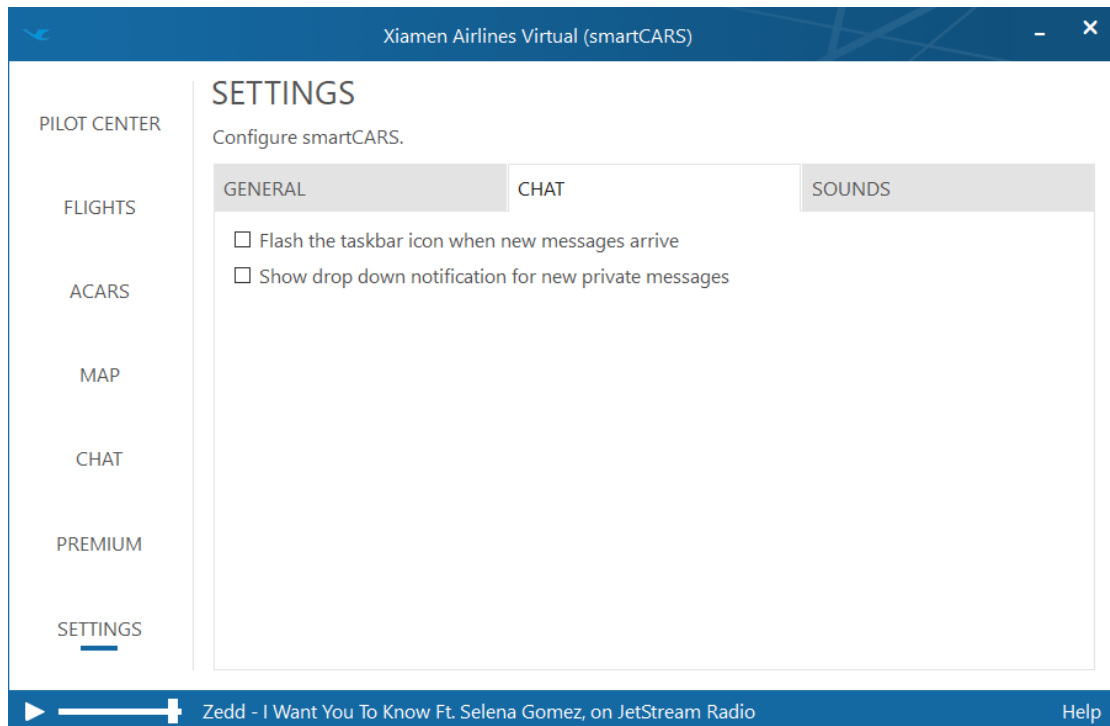 Xiamen Airlines Virtual (smartCARS)
PILOT CENTER
FLIGHTS
ACARS
MAP
CHAT
PREMIUM
SETTINGS
SETTINGS
Configure smartCARS.
GENERAL CHAT SOUNDS
Flash the taskbar icon when new messages arrive
Show drop down notification for new private messages
Zedd - I Want You To Know Ft. Selena Gomez, on JetStream Radio Help